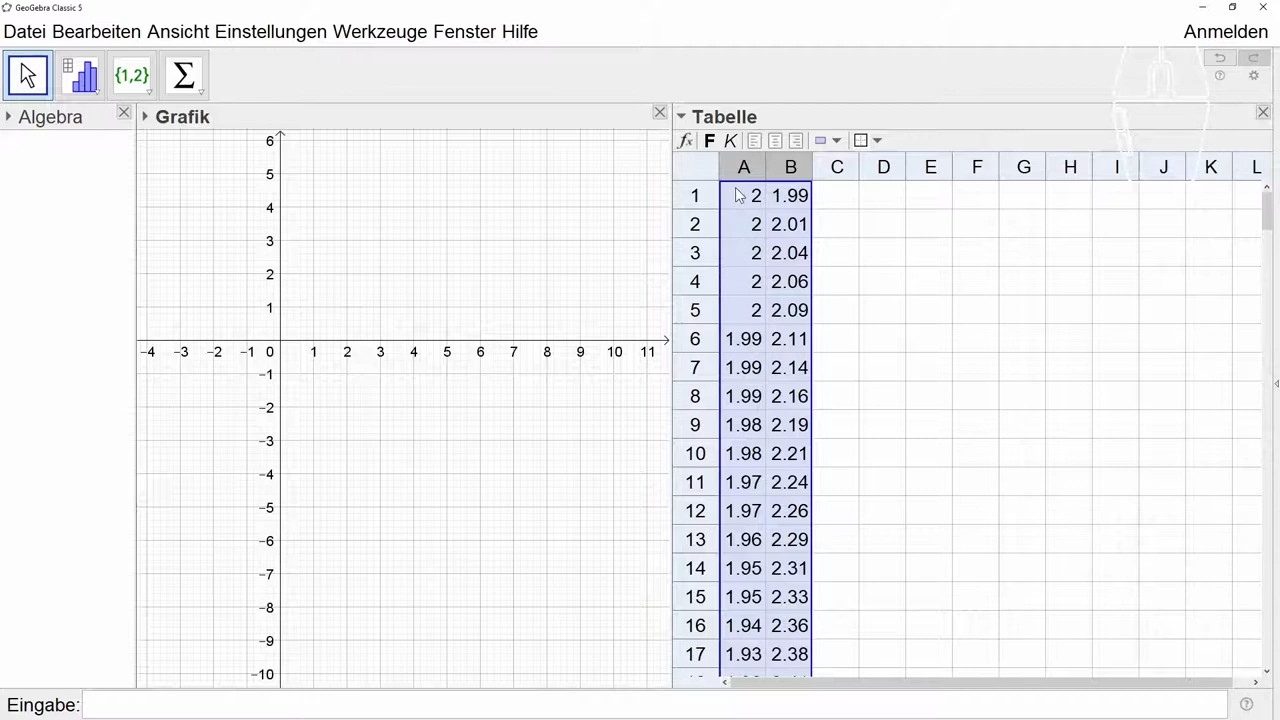 GeoGebra Classic 5
Datei Bearbeiten Ansicht Einstellungen Werkzeuge Fenster Hilfe Anmelden
{1,2} Σ
Algebra Grafik Tabelle
fx F K
A B C D E F G H I J K L
1 2 1.99
2 2 2.01
3 2 2.04
4 2 2.06
5 2 2.09
6 1.99 2.11
7 1.99 2.14
8 1.99 2.16
9 1.98 2.19
10 1.98 2.21
11 1.97 2.24
12 1.97 2.26
13 1.96 2.29
14 1.95 2.31
15 1.95 2.33
16 1.94 2.36
17 1.93 2.38
6
5
4
3
2
1
−4 −3 −2 −1 0 1 2 3 4 5 6 7 8 9 10 11
−1
−2
−3
−4
−5
−6
−7
−8
−9
−10
Eingabe: